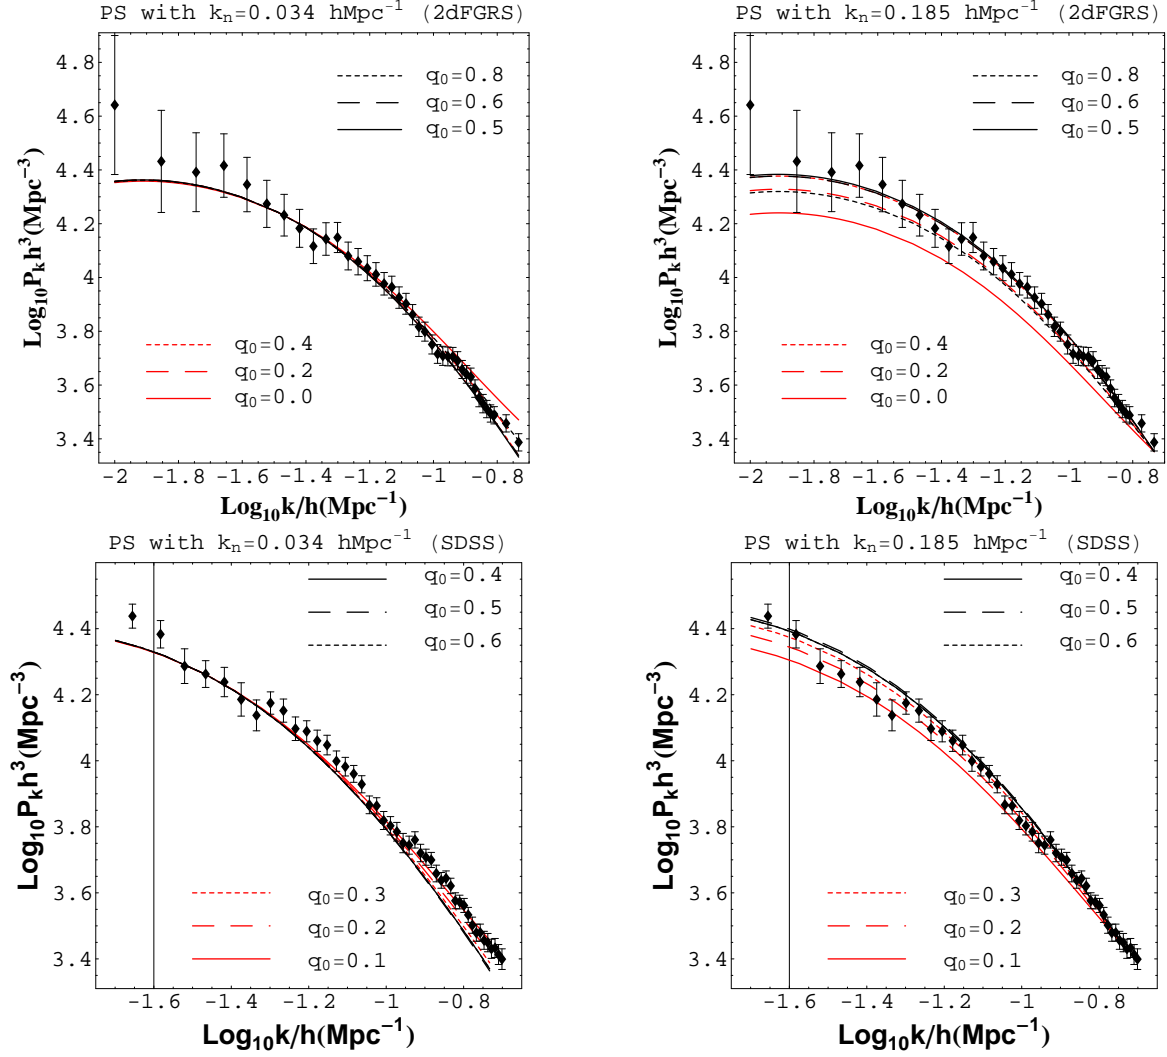 PS with kn=0.034 hMpc⁻¹ (2dFGRS)
4.8
4.6
4.4
4.2
4
3.8
3.6
3.4
q₀=0.8
q₀=0.6
q₀=0.5
q₀=0.4
q₀=0.2
q₀=0.0
-2 -1.8 -1.6 -1.4 -1.2 -1 -0.8
Log₁₀k/h(Mpc⁻¹)
Log₁₀Pₖh³(Mpc⁻³)
PS with kn=0.185 hMpc⁻¹ (2dFGRS)
4.8
4.6
4.4
4.2
4
3.8
3.6
3.4
q₀=0.8
q₀=0.6
q₀=0.5
q₀=0.4
q₀=0.2
q₀=0.0
-2 -1.8 -1.6 -1.4 -1.2 -1 -0.8
Log₁₀k/h(Mpc⁻¹)
Log₁₀Pₖh³(Mpc⁻³)
PS with kn=0.034 hMpc⁻¹ (SDSS)
4.4
4.2
4
3.8
3.6
3.4
q₀=0.4
q₀=0.5
q₀=0.6
q₀=0.3
q₀=0.2
q₀=0.1
-1.6 -1.4 -1.2 -1 -0.8
Log₁₀k/h(Mpc⁻¹)
Log₁₀Pₖh³(Mpc⁻³)
PS with kn=0.185 hMpc⁻¹ (SDSS)
4.4
4.2
4
3.8
3.6
3.4
q₀=0.4
q₀=0.5
q₀=0.6
q₀=0.3
q₀=0.2
q₀=0.1
-1.6 -1.4 -1.2 -1 -0.8
Log₁₀k/h(Mpc⁻¹)
Log₁₀Pₖh³(Mpc⁻³)